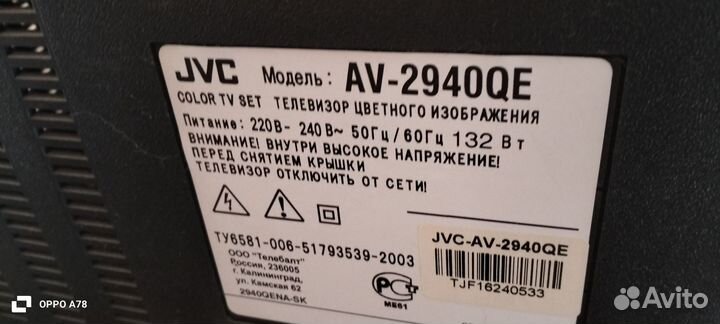 JVC Модель: AV-2940QE
COLOR TV SET ТЕЛЕВИЗОР ЦВЕТНОГО ИЗОБРАЖЕНИЯ
Питание: 220В- 240В~ 50Гц/60Гц 132 Вт
ВНИМАНИЕ! ВНУТРИ ВЫСОКОЕ НАПРЯЖЕНИЕ!
ПЕРЕД СНЯТИЕМ КРЫШКИ
ТЕЛЕВИЗОР ОТКЛЮЧИТЬ ОТ СЕТИ!
ТУ6581-006-51793539-2003
ООО "Телебалт"
Россия, 236005
г. Калининград,
ул. Камская 62
2940QENA-SK
РСТ
МЕ61
JVC-AV-2940QE
TJF16240533
OPPO A78
Avito